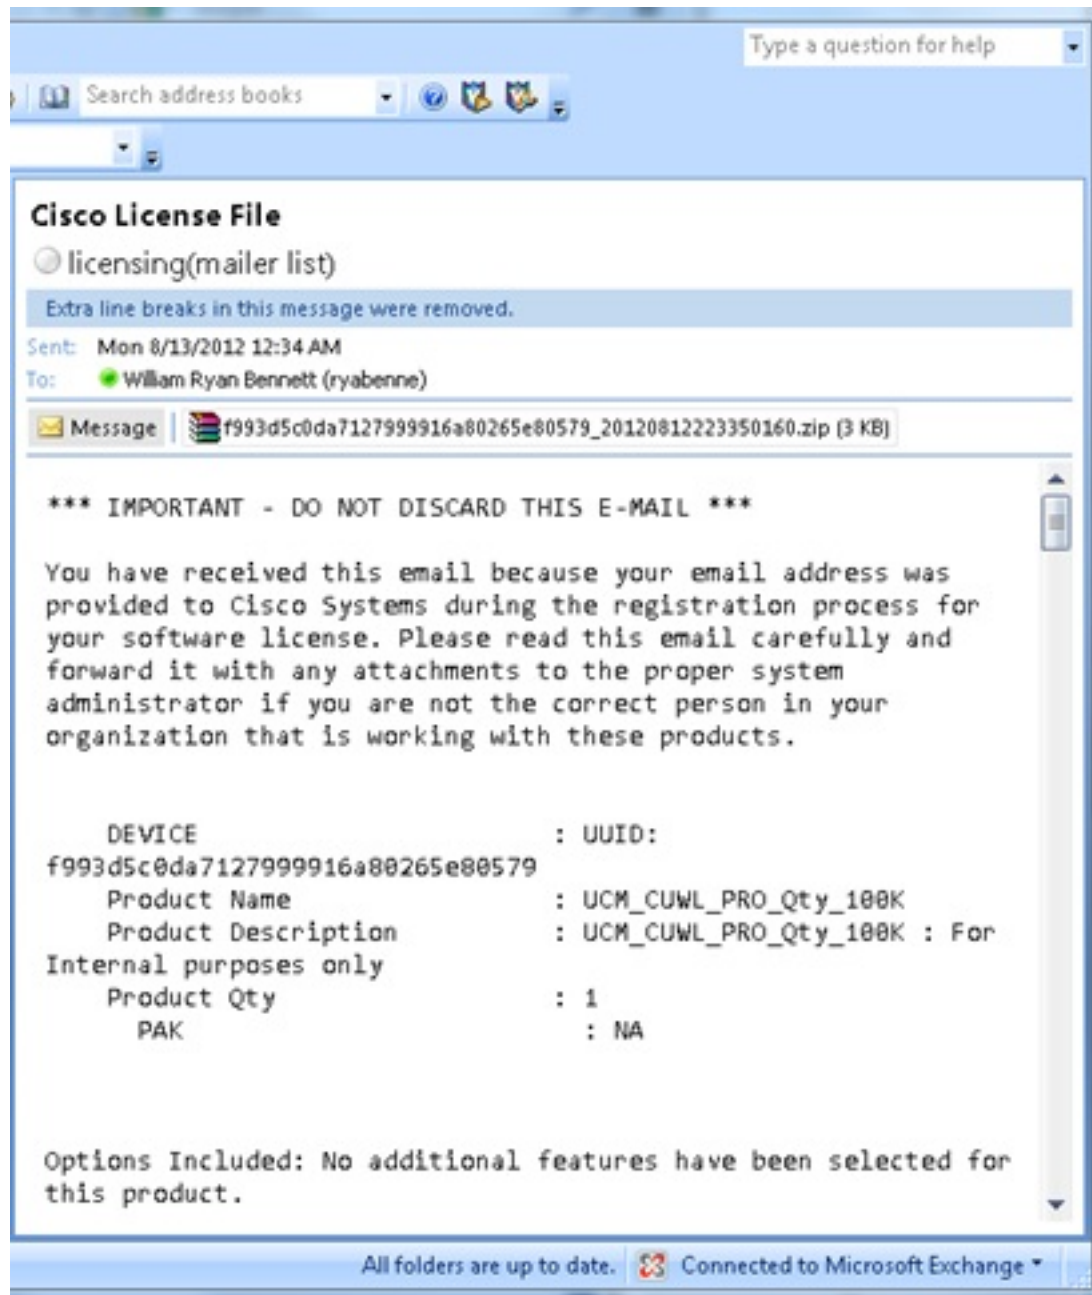 Type a question for help
Search address books
Cisco License File
licensing(mailer list)
Extra line breaks in this message were removed.
Sent: Mon 8/13/2012 12:34 AM
To: William Ryan Bennett (ryabenne)
Message f993d5c0da7127999916a80265e80579_20120812223350160.zip (3 KB)
*** IMPORTANT - DO NOT DISCARD THIS E-MAIL ***
You have received this email because your email address was
provided to Cisco Systems during the registration process for
your software license. Please read this email carefully and
forward it with any attachments to the proper system
administrator if you are not the correct person in your
organization that is working with these products.
DEVICE : UUID:
f993d5c0da7127999916a80265e80579
Product Name : UCM_CUWL_PRO_Qty_100K
Product Description : UCM_CUWL_PRO_Qty_100K : For
Internal purposes only
Product Qty : 1
PAK : NA
Options Included: No additional features have been selected for
this product.
All folders are up to date. Connected to Microsoft Exchange